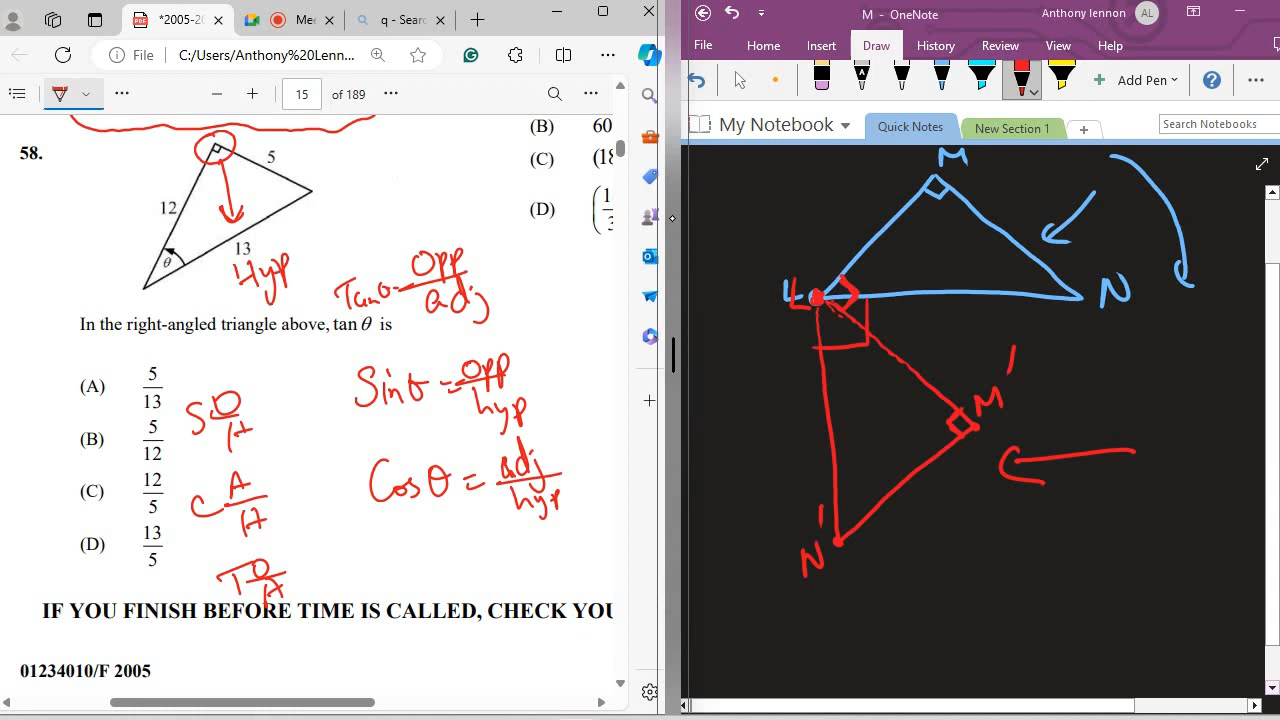 *2005-20
Mee
q - Searc
File
C:/Users/Anthony%20Lenn...
15 of 189
58.
5
12
13
θ
Hyp
Tanθ= Opp/adj
In the right-angled triangle above, tan θ is
(A) 5/13
(B) 5/12
(C) 12/5
(D) 13/5
S O/H
C A/H
T O/A
Sinθ = opp/hyp
Cosθ = adj/hyp
(B) 60
(C) (18
(D)
IF YOU FINISH BEFORE TIME IS CALLED, CHECK YOU
01234010/F 2005
M - OneNote
Anthony lennon
AL
File Home Insert Draw History Review View Help
A
Add Pen
My Notebook
Quick Notes
New Section 1
Search Notebooks
M
L
N
M'
N'